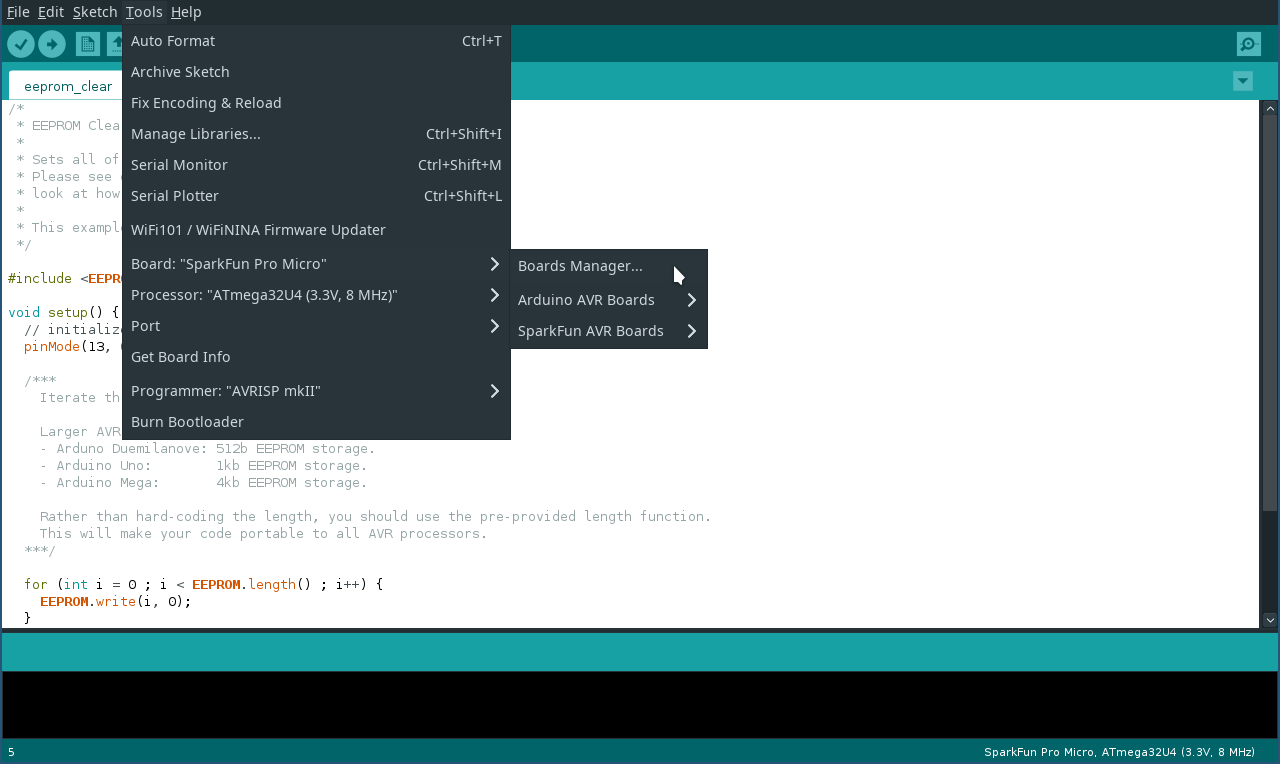 File Edit Sketch Tools Help
Auto Format Ctrl+T
Archive Sketch
Fix Encoding & Reload
Manage Libraries... Ctrl+Shift+I
Serial Monitor Ctrl+Shift+M
Serial Plotter Ctrl+Shift+L
WiFi101 / WiFiNINA Firmware Updater
Board: "SparkFun Pro Micro"
Processor: "ATmega32U4 (3.3V, 8 MHz)"
Port
Get Board Info
Programmer: "AVRISP mkII"
Burn Bootloader
Boards Manager...
Arduino AVR Boards
SparkFun AVR Boards
eeprom_clear
/*
* EEPROM Clea
*
* Sets all of
* Please see
* look at how
*
* This example
*/
#include <EEPR
void setup() {
// initialize
pinMode(13,
/***
Iterate th
Larger AVR
- Arduno Duemilanove: 512b EEPROM storage.
- Arduino Uno: 1kb EEPROM storage.
- Arduino Mega: 4kb EEPROM storage.
Rather than hard-coding the length, you should use the pre-provided length function.
This will make your code portable to all AVR processors.
***/
for (int i = 0 ; i < EEPROM.length() ; i++) {
EEPROM.write(i, 0);
}
5
SparkFun Pro Micro, ATmega32U4 (3.3V, 8 MHz)